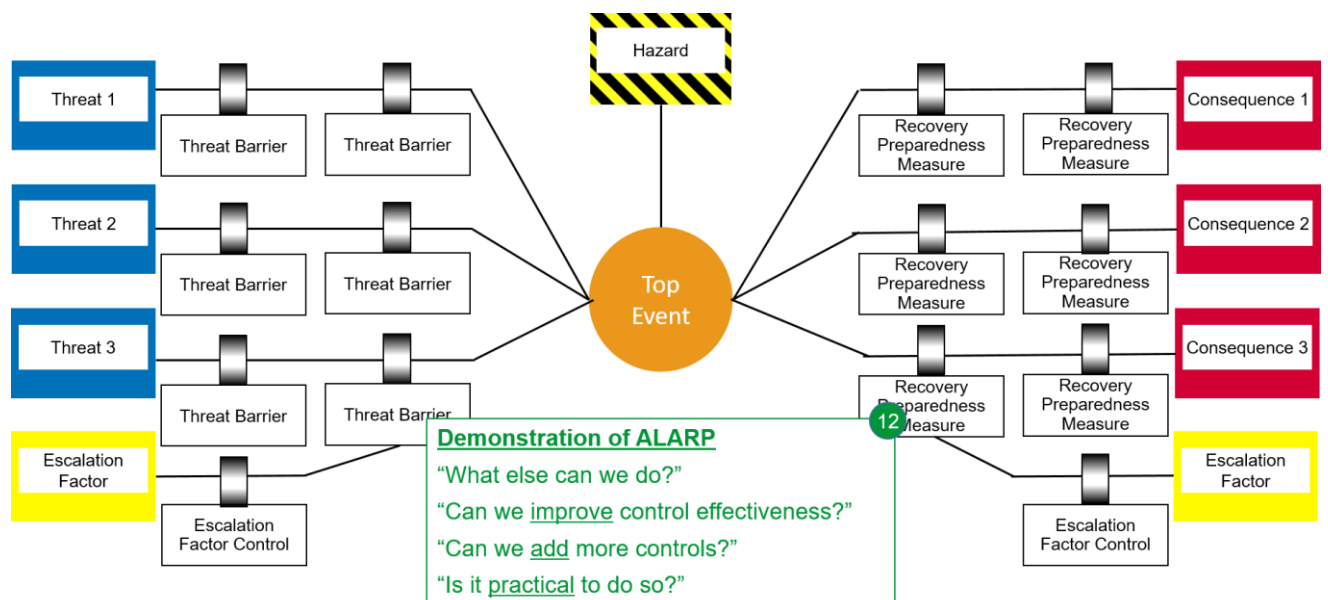 Hazard
Threat 1
Threat Barrier
Threat Barrier
Recovery
Preparedness
Measure
Recovery
Preparedness
Measure
Consequence 1
Threat 2
Threat Barrier
Threat Barrier
Top
Event
Recovery
Preparedness
Measure
Recovery
Preparedness
Measure
Consequence 2
Threat 3
Threat Barrier
Threat Barrier
Recovery
Preparedness
Measure
Recovery
Preparedness
Measure
Consequence 3
Escalation
Factor
Escalation
Factor Control
12
Demonstration of ALARP
“What else can we do?”
“Can we improve control effectiveness?”
“Can we add more controls?”
“Is it practical to do so?”
Escalation
Factor Control
Escalation
Factor